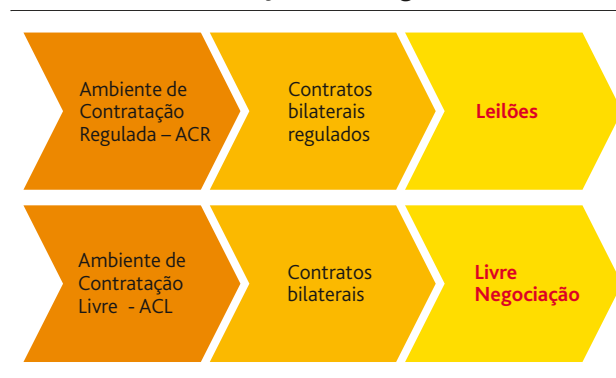 Ambiente de
Contratação
Regulada – ACR
Contratos
bilaterais
regulados
Leilões
Ambiente de
Contratação
Livre - ACL
Contratos
bilaterais
Livre
Negociação